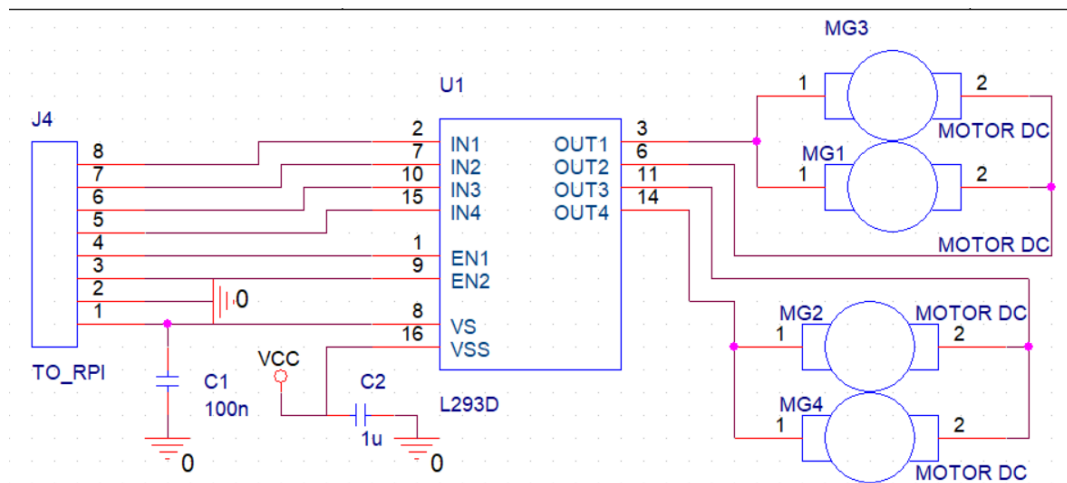 J4
8
7
6
5
4
3
2
1
TO_RPI
0
C1
100n
0
VCC
C2
1u
0
U1
2 IN1 OUT1 3
7 IN2 OUT2 6
10 IN3 OUT3 11
15 IN4 OUT4 14
1 EN1
9 EN2
8 VS
16 VSS
L293D
MG3
1 2
MOTOR DC
MG1
1 2
MOTOR DC
MG2
MOTOR DC
1 2
MG4
1 2
MOTOR DC